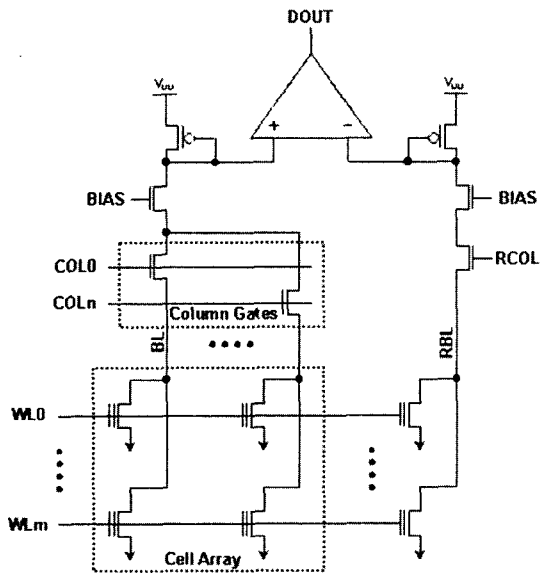 DOUT
VDD
VDD
+
−
BIAS
BIAS
COL0
RCOL
COLn
Column Gates
BL
RBL
WL0
WLm
Cell Array